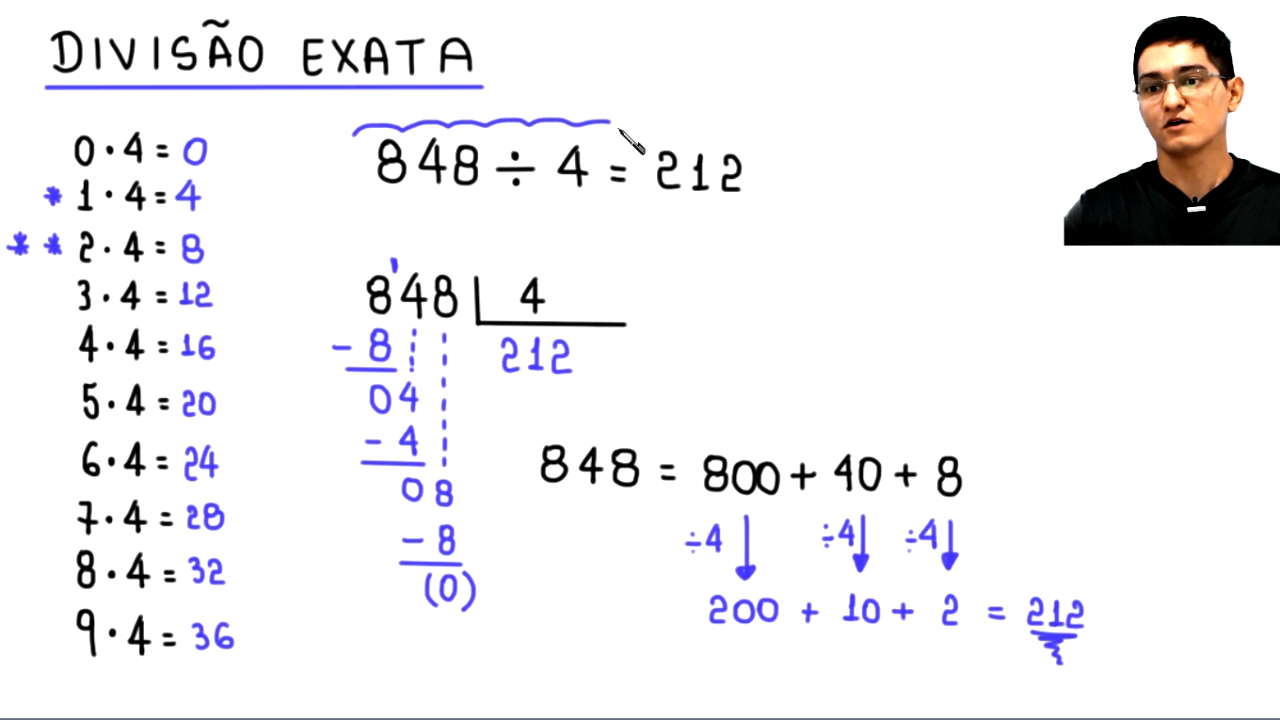 DIVISÃO EXATA
0 · 4 = 0
* 1 · 4 = 4
* * 2 · 4 = 8
3 · 4 = 12
4 · 4 = 16
5 · 4 = 20
6 · 4 = 24
7 · 4 = 28
8 · 4 = 32
9 · 4 = 36
848 ÷ 4 = 212
8'48 | 4
- 8 212
04
- 4
08
- 8
(0)
848 = 800 + 40 + 8
÷4 ÷4 ÷4
200 + 10 + 2 = 212